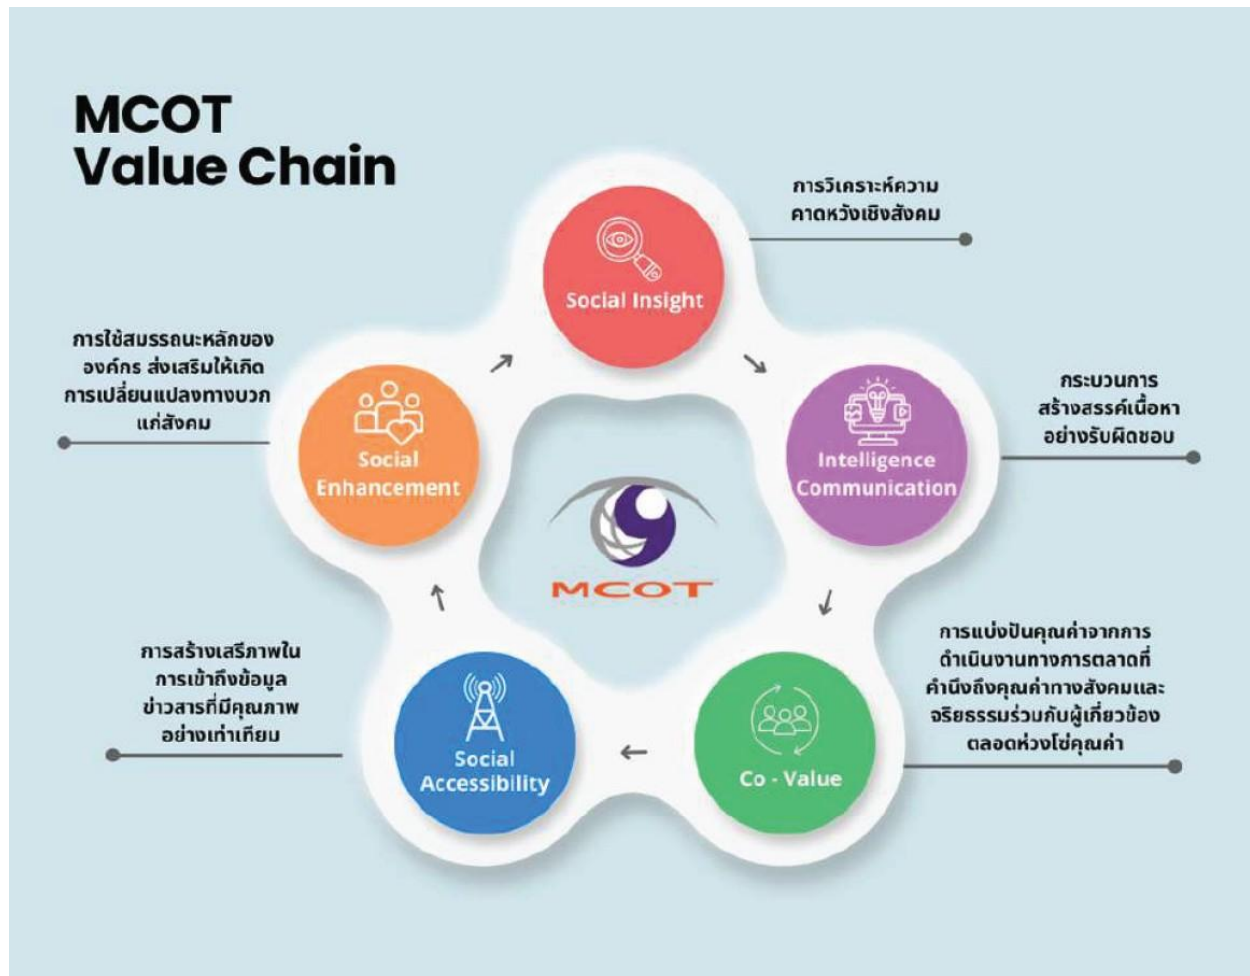 MCOT
Value Chain
การวิเคราะห์ความ
คาดหวังเชิงสังคม
Social Insight
การใช้สมรรถนะหลักของ
องค์กร ส่งเสริมให้เกิด
การเปลี่ยนแปลงทางบวก
แก่สังคม
Social
Enhancement
กระบวนการ
สร้างสรรค์เนื้อหา
อย่างรับผิดชอบ
Intelligence
Communication
MCOT
การสร้างเสรีภาพใน
การเข้าถึงข้อมูล
ข่าวสารที่มีคุณภาพ
อย่างเท่าเทียม
Social
Accessibility
การแบ่งปันคุณค่าจากการ
ดำเนินงานทางการตลาดที่
คำนึงถึงคุณค่าทางสังคมและ
จริยธรรมร่วมกับผู้เกี่ยวข้อง
ตลอดห่วงโซ่คุณค่า
Co - Value